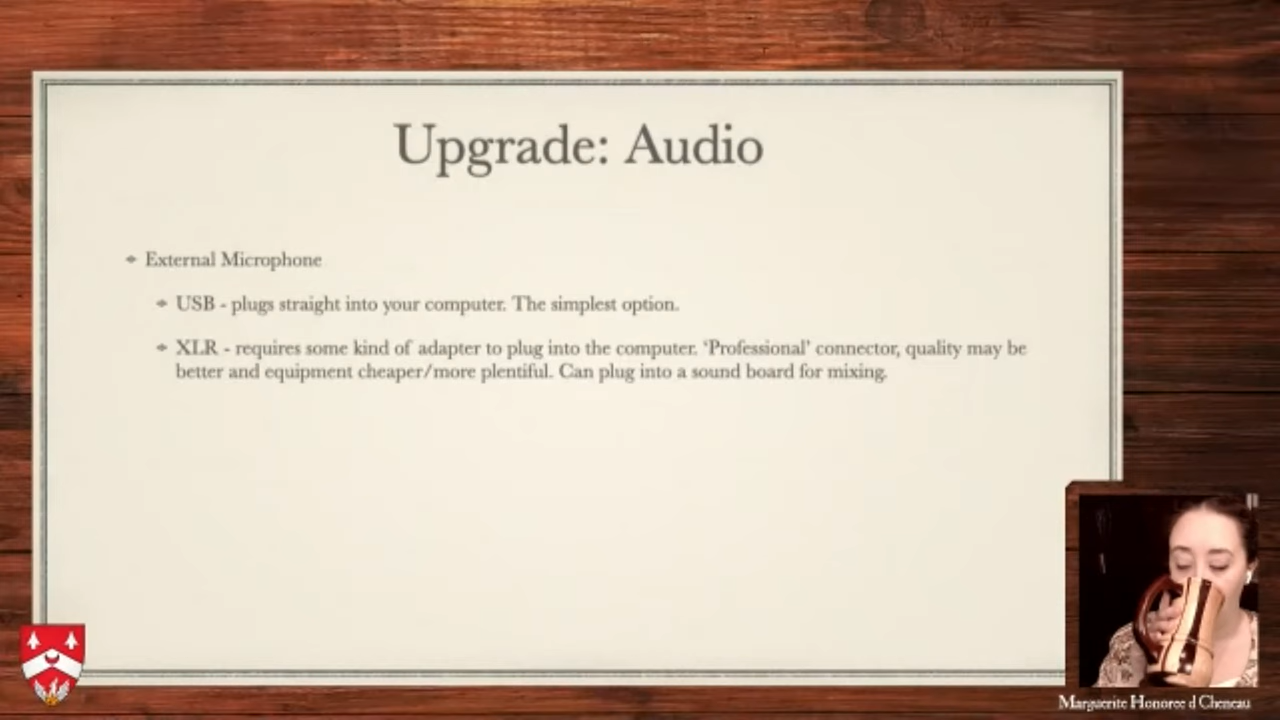 Upgrade: Audio
External Microphone
USB - plugs straight into your computer. The simplest option.
XLR - requires some kind of adapter to plug into the computer. ‘Professional’ connector, quality may be
better and equipment cheaper/more plentiful. Can plug into a sound board for mixing.
Marguerite Honoree d Cheneau